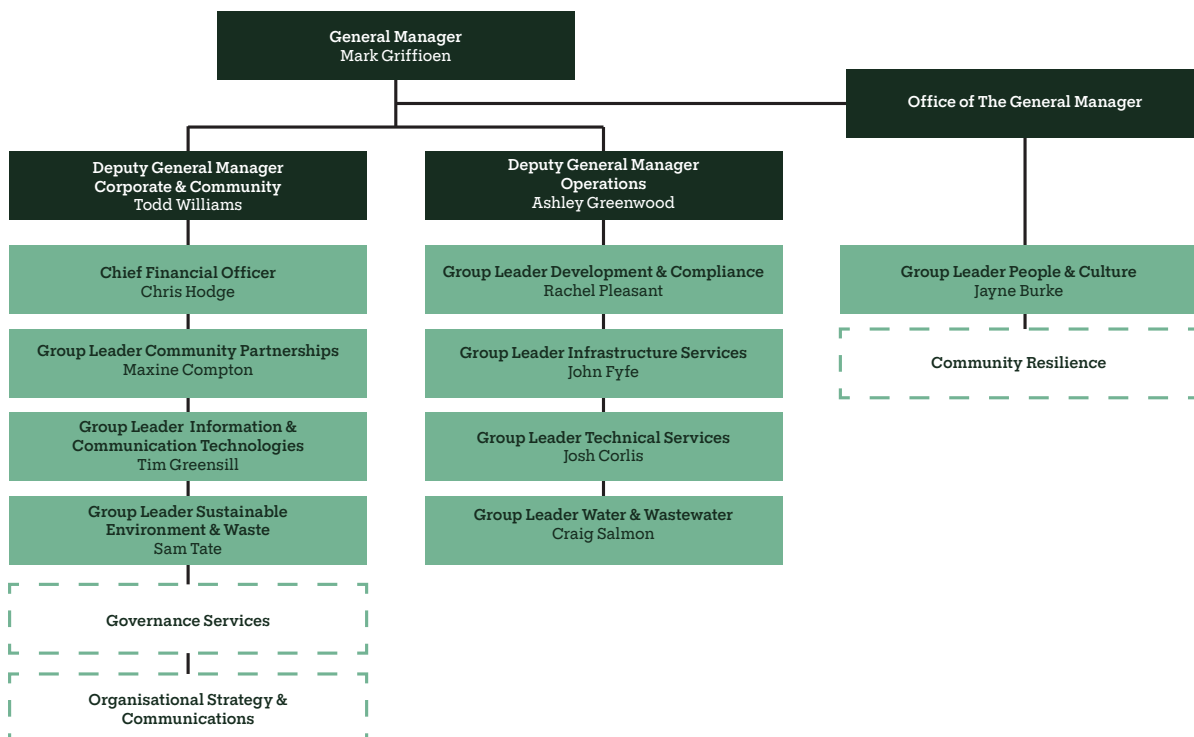 General Manager
Mark Griffioen
Office of The General Manager
Deputy General Manager
Corporate & Community
Todd Williams
Deputy General Manager
Operations
Ashley Greenwood
Chief Financial Officer
Chris Hodge
Group Leader Development & Compliance
Rachel Pleasant
Group Leader People & Culture
Jayne Burke
Group Leader Community Partnerships
Maxine Compton
Group Leader Infrastructure Services
John Fyfe
Community Resilience
Group Leader Information &
Communication Technologies
Tim Greensill
Group Leader Technical Services
Josh Corlis
Group Leader Sustainable
Environment & Waste
Sam Tate
Group Leader Water & Wastewater
Craig Salmon
Governance Services
Organisational Strategy &
Communications